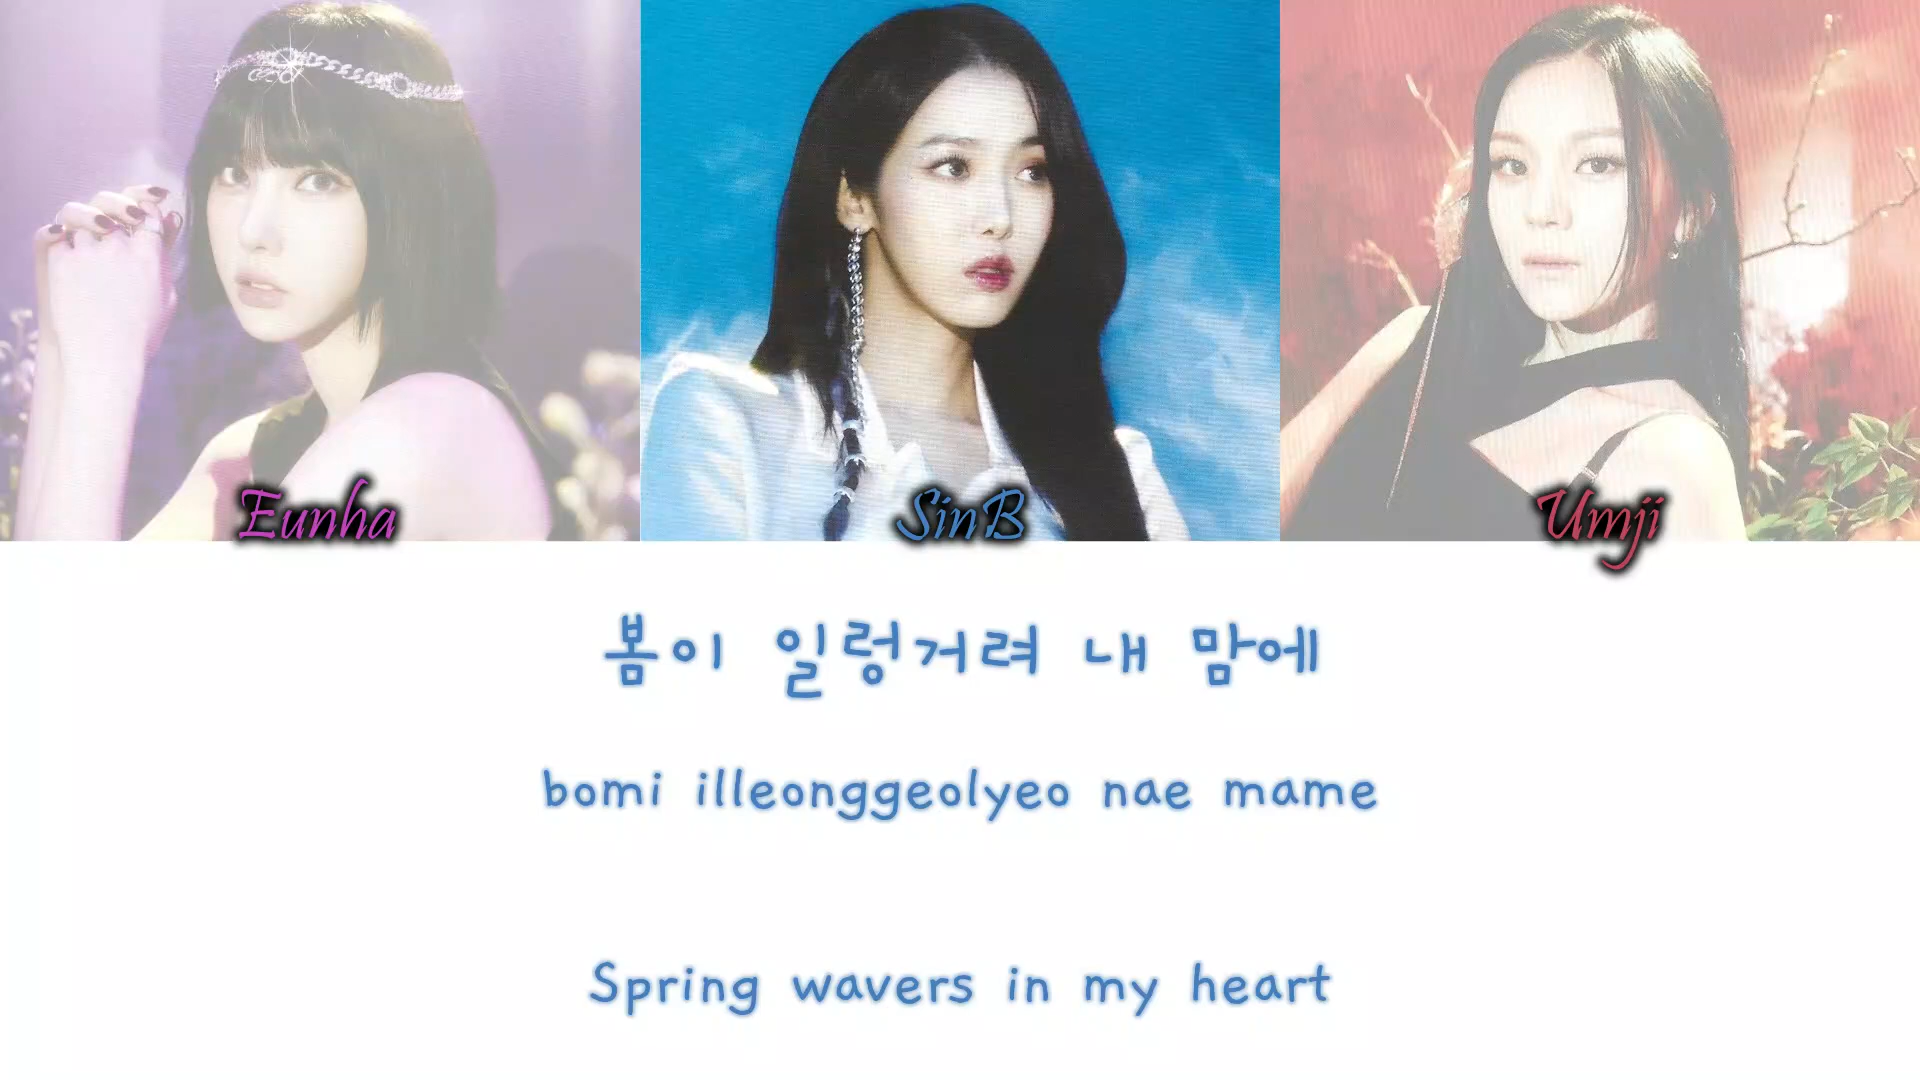 Eunha SinB Umji
봄이 일렁거려 내 맘에
bomi illeonggeolyeo nae mame
Spring wavers in my heart